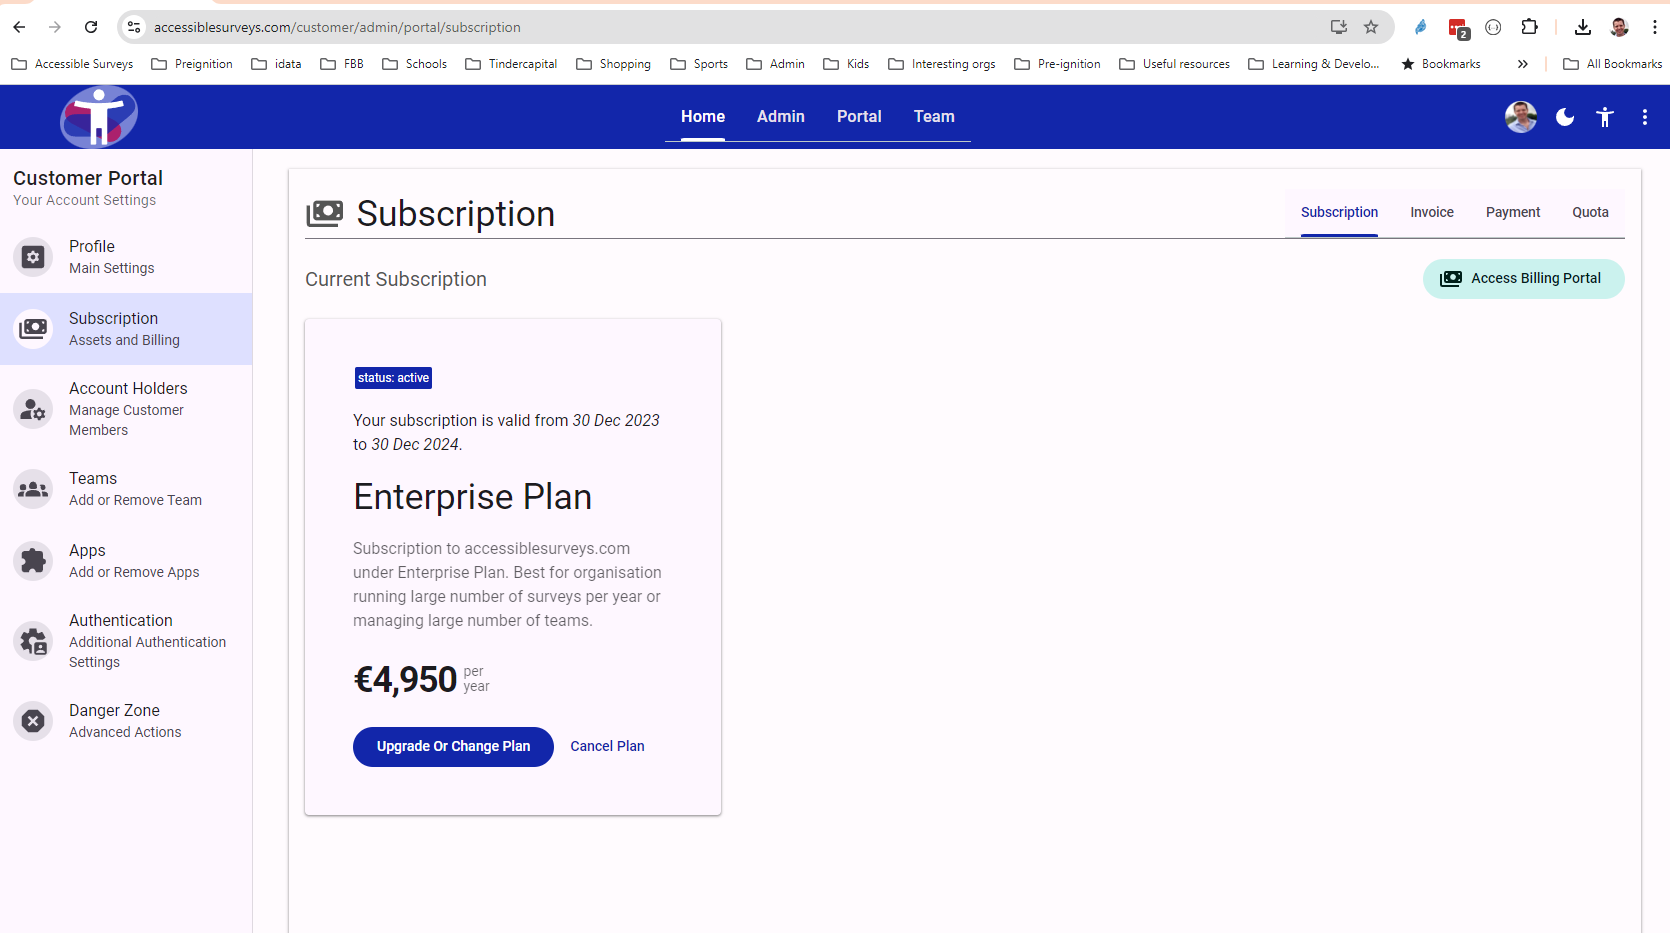 accessiblesurveys.com/customer/admin/portal/subscription
2
Accessible Surveys
Preignition
idata
FBB
Schools
Tindercapital
Shopping
Sports
Admin
Kids
Interesting orgs
Pre-ignition
Useful resources
Learning & Develo...
Bookmarks
»
All Bookmarks
Home
Admin
Portal
Team
Customer Portal
Your Account Settings
Profile
Main Settings
Subscription
Assets and Billing
Account Holders
Manage Customer
Members
Teams
Add or Remove Team
Apps
Add or Remove Apps
Authentication
Additional Authentication
Settings
Danger Zone
Advanced Actions
Subscription
Subscription
Invoice
Payment
Quota
Current Subscription
Access Billing Portal
status: active
Your subscription is valid from 30 Dec 2023
to 30 Dec 2024.
Enterprise Plan
Subscription to accessiblesurveys.com
under Enterprise Plan. Best for organisation
running large number of surveys per year or
managing large number of teams.
€4,950 per
year
Upgrade Or Change Plan
Cancel Plan